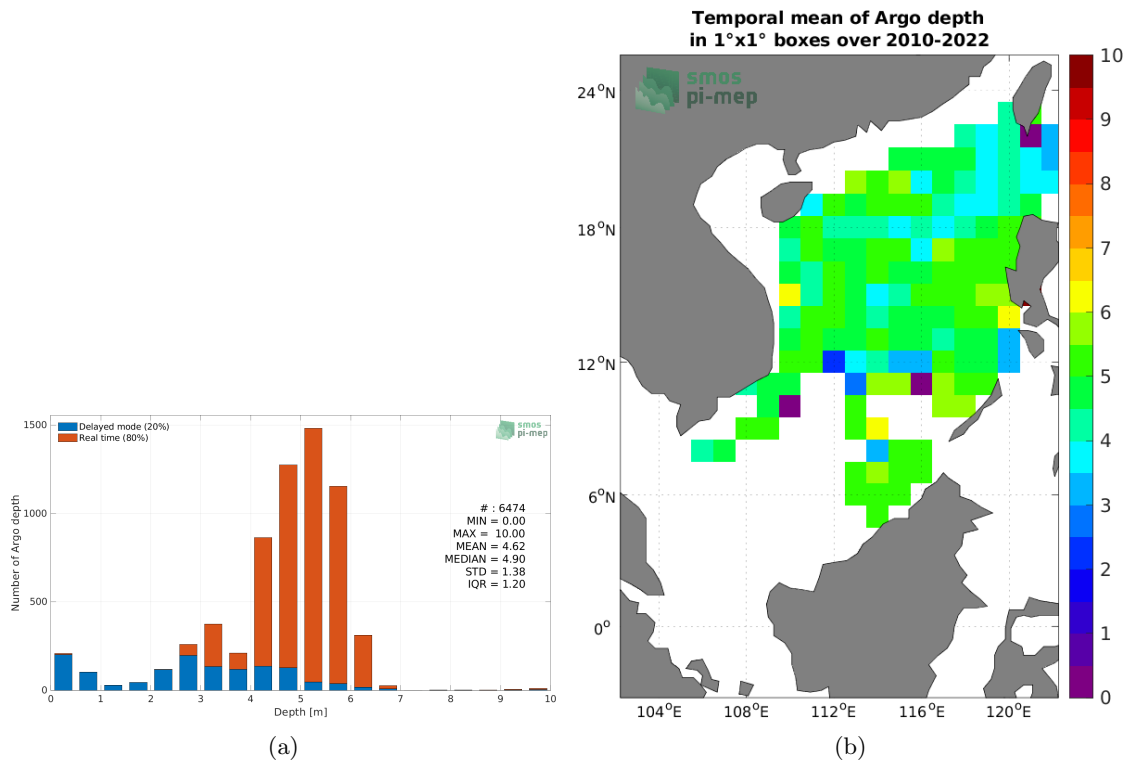 Temporal mean of Argo depth
in 1°x1° boxes over 2010-2022
smos
pi-mep
24°N
18°N
12°N
6°N
0°
104°E
108°E
112°E
116°E
120°E
10
9
8
7
6
5
4
3
2
1
0
Delayed mode (20%)
Real time (80%)
smos
pi-mep
# : 6474
MIN = 0.00
MAX = 10.00
MEAN = 4.62
MEDIAN = 4.90
STD = 1.38
IQR = 1.20
Number of Argo depth
1500
1000
500
0
0 1 2 3 4 5 6 7 8 9 10
Depth [m]
(a)
(b)